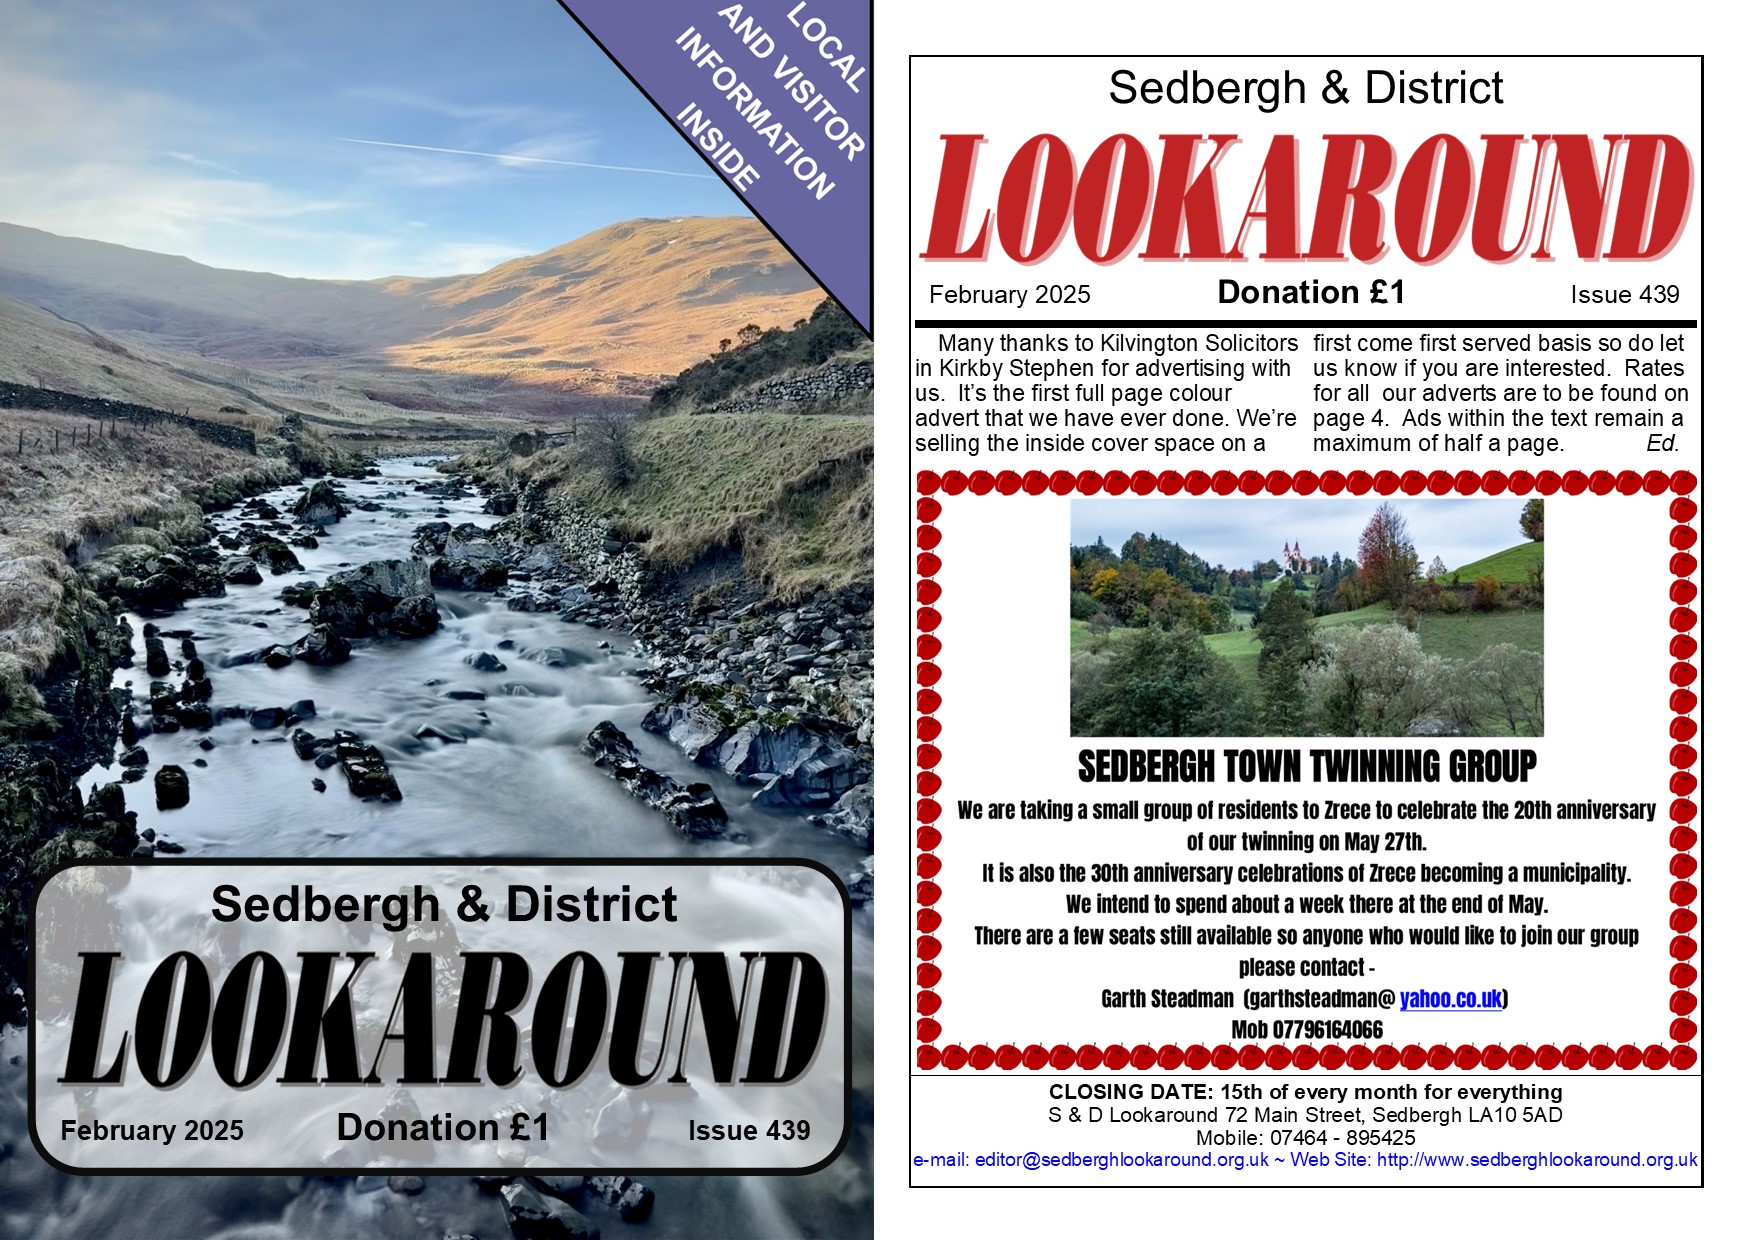 LOCAL
AND VISITOR
INFORMATION
INSIDE
Sedbergh & District
LOOKAROUND
February 2025 Donation £1 Issue 439
Sedbergh & District
LOOKAROUND
February 2025 Donation £1 Issue 439
Many thanks to Kilvington Solicitors
in Kirkby Stephen for advertising with
us. It’s the first full page colour
advert that we have ever done. We’re
selling the inside cover space on a
first come first served basis so do let
us know if you are interested. Rates
for all our adverts are to be found on
page 4. Ads within the text remain a
maximum of half a page. Ed.
SEDBERGH TOWN TWINNING GROUP
We are taking a small group of residents to Zrece to celebrate the 20th anniversary
of our twinning on May 27th.
It is also the 30th anniversary celebrations of Zrece becoming a municipality.
We intend to spend about a week there at the end of May.
There are a few seats still available so anyone who would like to join our group
please contact -
Garth Steadman (garthsteadman@ yahoo.co.uk)
Mob 07796164066
CLOSING DATE: 15th of every month for everything
S & D Lookaround 72 Main Street, Sedbergh LA10 5AD
Mobile: 07464 - 895425
e-mail: editor@sedberghlookaround.org.uk ~ Web Site: http://www.sedberghlookaround.org.uk